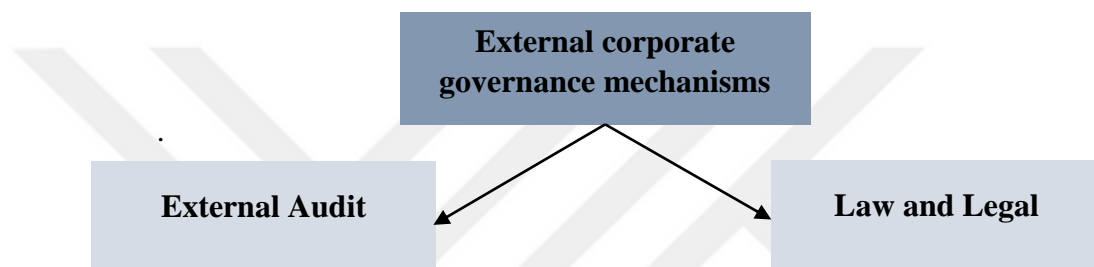 External corporate
governance mechanisms
.
External Audit
Law and Legal